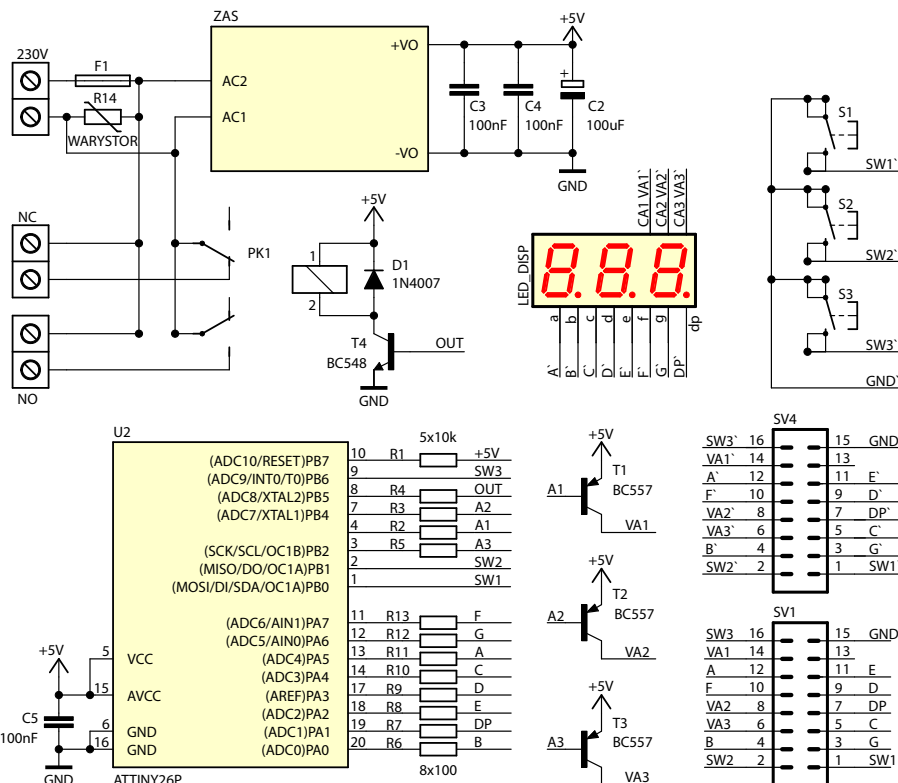 ZAS
+5V
230V
F1
R14
WARYSTOR
AC2
AC1
+VO
-VO
C3
100nF
C4
100nF
+
C2
100uF
GND
NC
NO
PK1
+5V
1
2
D1
1N4007
T4
BC548
OUT
GND
LED_DISP
CA1 VA1`
CA2 VA2`
CA3 VA3`
a
b
c
d
e
f
g
dp
A`
B`
C`
D`
E`
F`
G`
DP`
S1
SW1`
S2
SW2`
S3
SW3`
GND`
U2
5x10k
(ADC10/RESET)PB7 10 R1 +5V
(ADC9/INT0/T0)PB6 9 SW3
(ADC8/XTAL2)PB5 8 R4 OUT
(ADC7/XTAL1)PB4 7 R3 A2
4 R2 A1
(SCK/SCL/OC1B)PB2 3 R5 A3
(MISO/DO/OC1A)PB1 2 SW2
(MOSI/DI/SDA/OC1A)PB0 1 SW1
(ADC6/AIN1)PA7 11 R13 F
(ADC5/AIN0)PA6 12 R12 G
(ADC4)PA5 13 R11 A
(ADC3)PA4 14 R10 C
(AREF)PA3 17 R9 D
(ADC2)PA2 18 R8 E
(ADC1)PA1 19 R7 DP
(ADC0)PA0 20 R6 B
8x100
+5V
5 VCC
15 AVCC
6 GND
16 GND
C5
100nF
GND
ATTINY26P
+5V
A1
T1
BC557
VA1
+5V
A2
T2
BC557
VA2
+5V
A3
T3
BC557
VA3
SV4
SW3` 16 15 GND
VA1` 14 13
A` 12 11 E`
F` 10 9 D`
VA2` 8 7 DP`
VA3` 6 5 C`
B` 4 3 G`
SW2` 2 1 SW1`
SV1
SW3 16 15 GND
VA1 14 13
A 12 11 E
F 10 9 D
VA2 8 7 DP
VA3 6 5 C
B 4 3 G
SW2 2 1 SW1